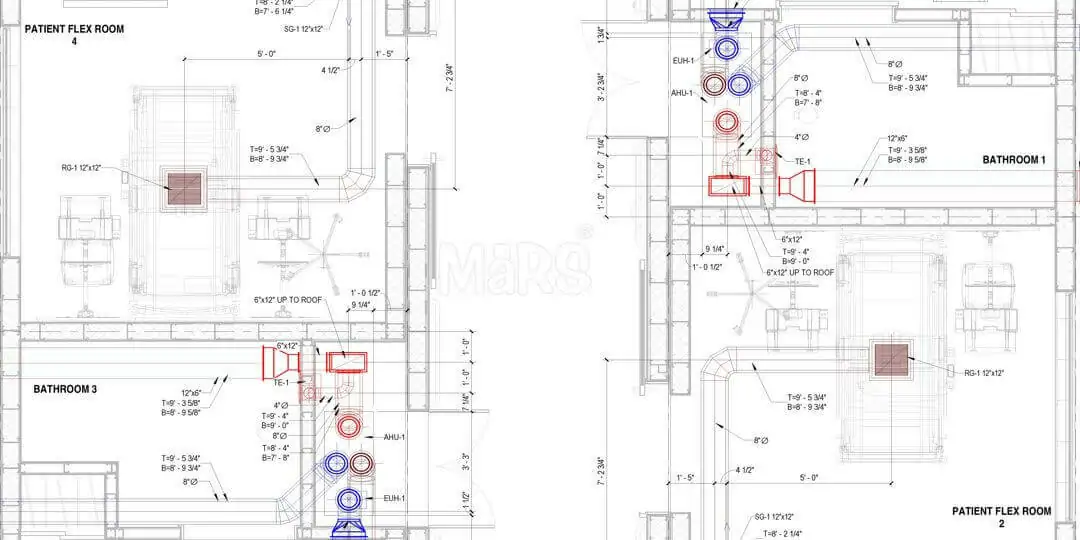 T=8' - 2 1/4"
B=7' - 6 1/4"
PATIENT FLEX ROOM
4
SG-1 12"x12"
5' - 0"
1' - 5"
4 1/2"
7' - 2 3/4"
8"Ø
T=9' - 5 3/4"
B=8' - 9 3/4"
RG-1 12"x12"
1' - 0 1/2"
6"x12" UP TO ROOF
9 1/4"
6"x12"
1' - 0"
TE-1
1' - 0"
BATHROOM 3
12"x6"
T=9' - 3 5/8"
B=8' - 9 5/8"
4"Ø
T=9' - 4"
B=9' - 0"
7 1/4"
8"Ø
T=8' - 4"
B=7' - 8"
AHU-1
T=9' - 5 3/4"
B=8' - 9 3/4"
3' - 3"
8"Ø
EUH-1
1 1/2"
MaRS
®
1 3/4"
EUH-1
8"Ø
T=9' - 5 3/4"
B=8' - 9 3/4"
3' - 2 3/4"
AHU-1
8"Ø
T=8' - 4"
B=7' - 8"
4"Ø
12"x6"
T=9' - 3 5/8"
B=8' - 9 5/8"
7 1/4"
1' - 0"
TE-1
BATHROOM 1
1' - 0"
6"x12"
T=9' - 4"
B=9' - 0"
9 1/4"
1' - 0 1/2"
6"x12" UP TO ROOF
RG-1 12"x12"
T=9' - 5 3/4"
B=8' - 9 3/4"
8"Ø
7' - 2 3/4"
4 1/2"
1' - 5"
5' - 0"
PATIENT FLEX ROOM
2
SG-1 12"x12"
T=8' - 2 1/4"